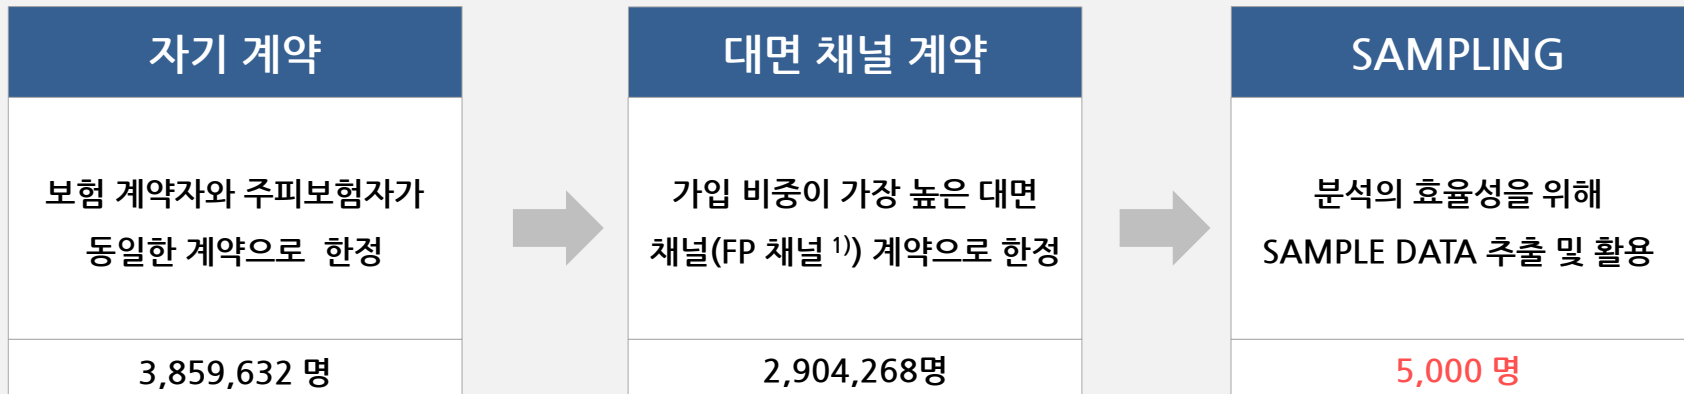 자기 계약
보험 계약자와 주피보험자가
동일한 계약으로 한정
3,859,632 명
대면 채널 계약
가입 비중이 가장 높은 대면
채널(FP 채널 1)) 계약으로 한정
2,904,268명
SAMPLING
분석의 효율성을 위해
SAMPLE DATA 추출 및 활용
5,000 명